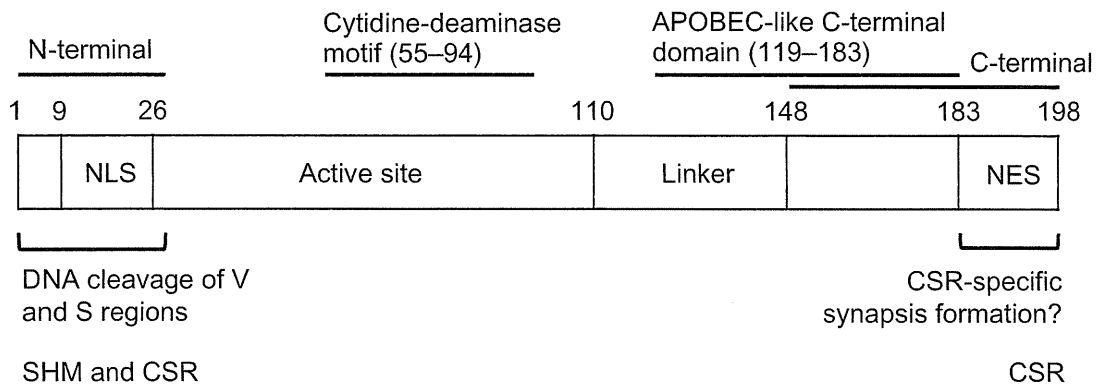 N-terminal
Cytidine-deaminase
motif (55–94)
APOBEC-like C-terminal
domain (119–183)
C-terminal
1 9 26 110 148 183 198
NLS Active site Linker NES
DNA cleavage of V
and S regions
CSR-specific
synapsis formation?
SHM and CSR
CSR